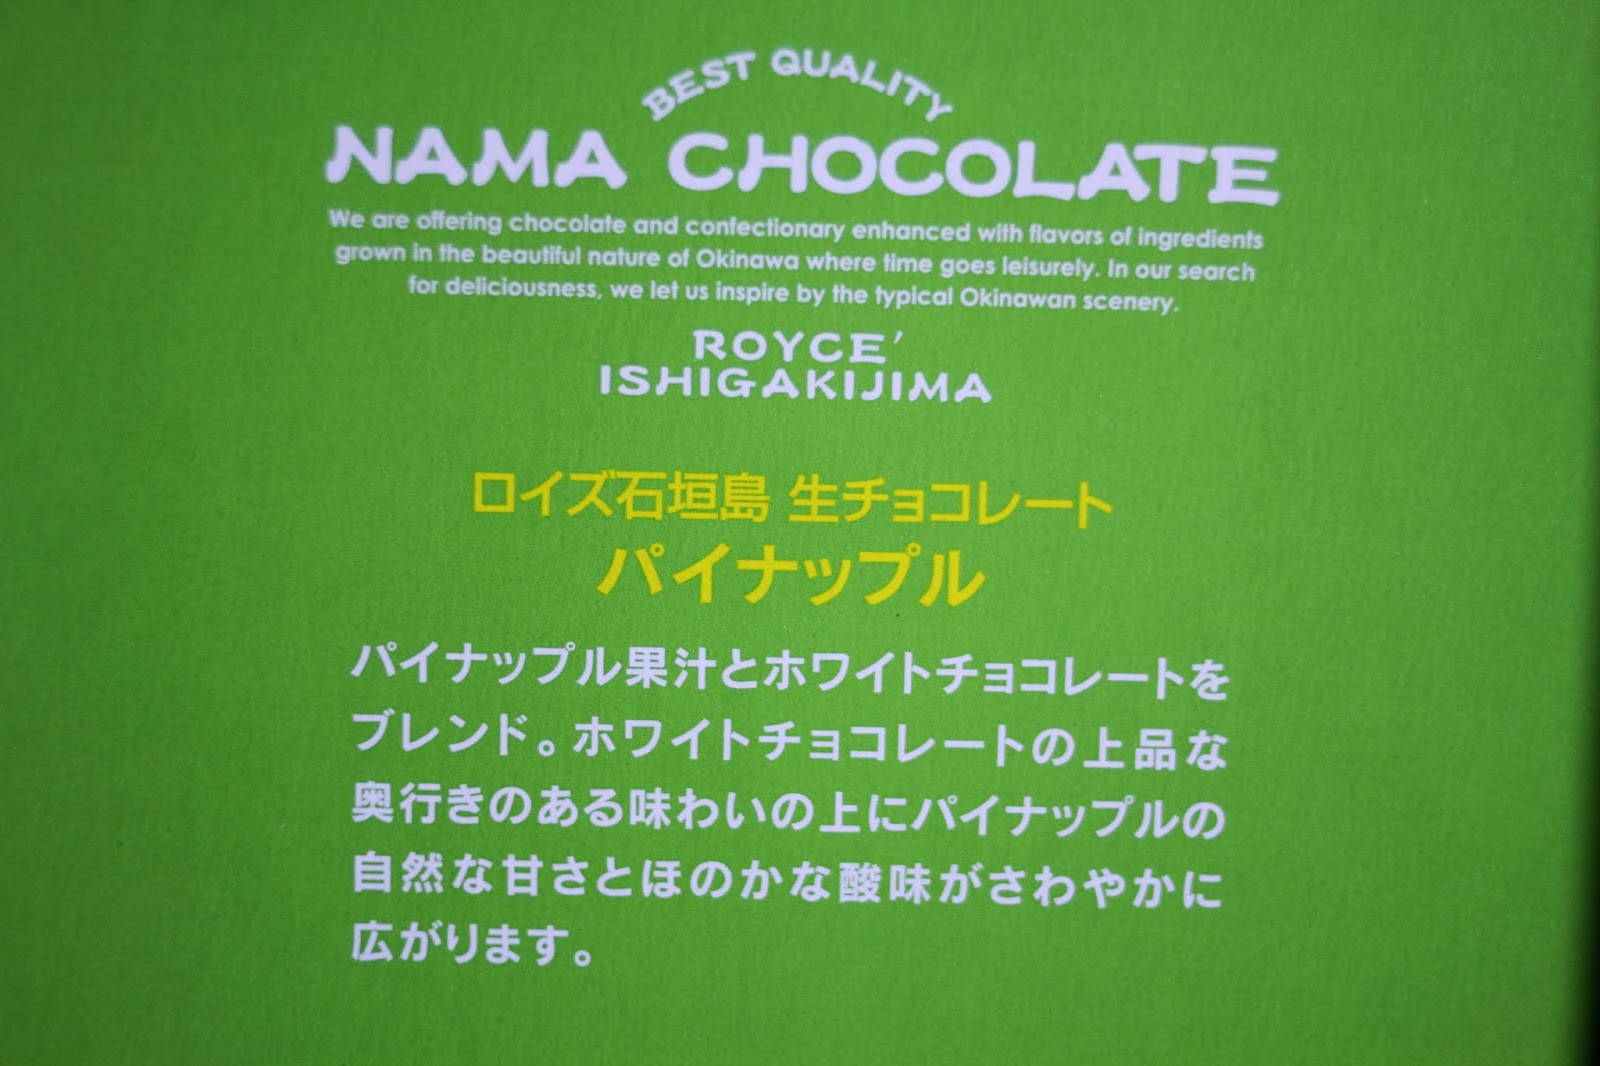 BEST QUALITY
NAMA CHOCOLATE
We are offering chocolate and confectionary enhanced with flavors of ingredients
grown in the beautiful nature of Okinawa where time goes leisurely. In our search
for deliciousness, we let us inspire by the typical Okinawan scenery.
ROYCE'
ISHIGAKIJIMA
ロイズ石垣島 生チョコレート
パイナップル
パイナップル果汁とホワイトチョコレートを
ブレンド。ホワイトチョコレートの上品な
奥行きのある味わいの上にパイナップルの
自然な甘さとほのかな酸味がさわやかに
広がります。